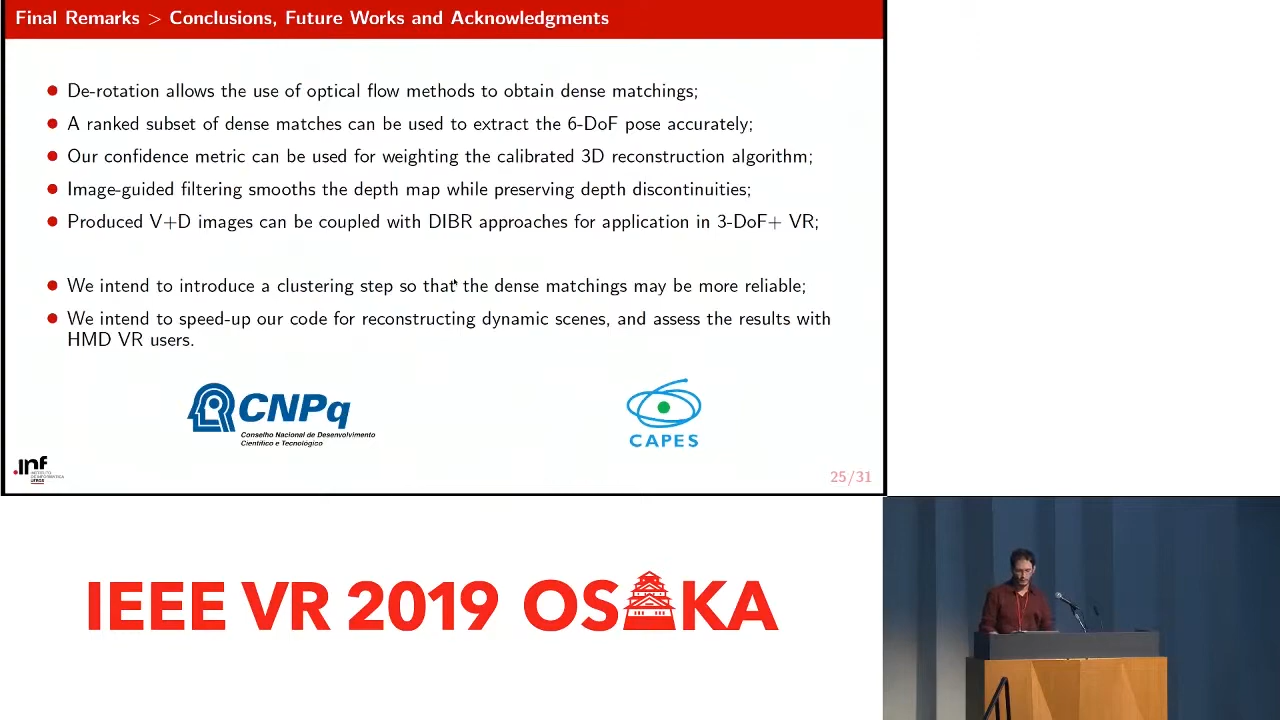 Final Remarks > Conclusions, Future Works and Acknowledgments
De-rotation allows the use of optical flow methods to obtain dense matchings;
A ranked subset of dense matches can be used to extract the 6-DoF pose accurately;
Our confidence metric can be used for weighting the calibrated 3D reconstruction algorithm;
Image-guided filtering smooths the depth map while preserving depth discontinuities;
Produced V+D images can be coupled with DIBR approaches for application in 3-DoF+ VR;
We intend to introduce a clustering step so that the dense matchings may be more reliable;
We intend to speed-up our code for reconstructing dynamic scenes, and assess the results with
HMD VR users.
CNPq
Conselho Nacional de Desenvolvimento
Científico e Tecnológico
CAPES
.inf
INSTITUTO
DE INFORMÁTICA
UFRGS
25/31
IEEE VR 2019 OSAKA